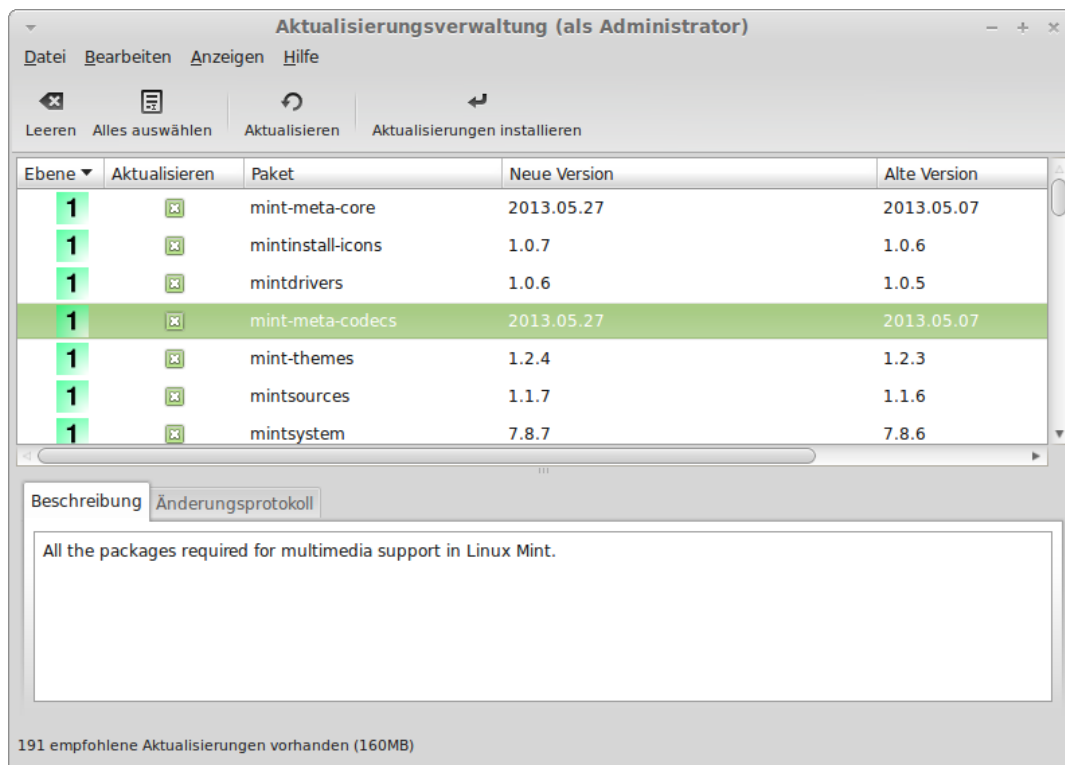 Aktualisierungsverwaltung (als Administrator)
Datei Bearbeiten Anzeigen Hilfe
Leeren Alles auswählen Aktualisieren Aktualisierungen installieren
Ebene Aktualisieren Paket Neue Version Alte Version
1 mint-meta-core 2013.05.27 2013.05.07
1 mintinstall-icons 1.0.7 1.0.6
1 mintdrivers 1.0.6 1.0.5
1 mint-meta-codecs 2013.05.27 2013.05.07
1 mint-themes 1.2.4 1.2.3
1 mintsources 1.1.7 1.1.6
1 mintsystem 7.8.7 7.8.6
Beschreibung Änderungsprotokoll
All the packages required for multimedia support in Linux Mint.
191 empfohlene Aktualisierungen vorhanden (160MB)